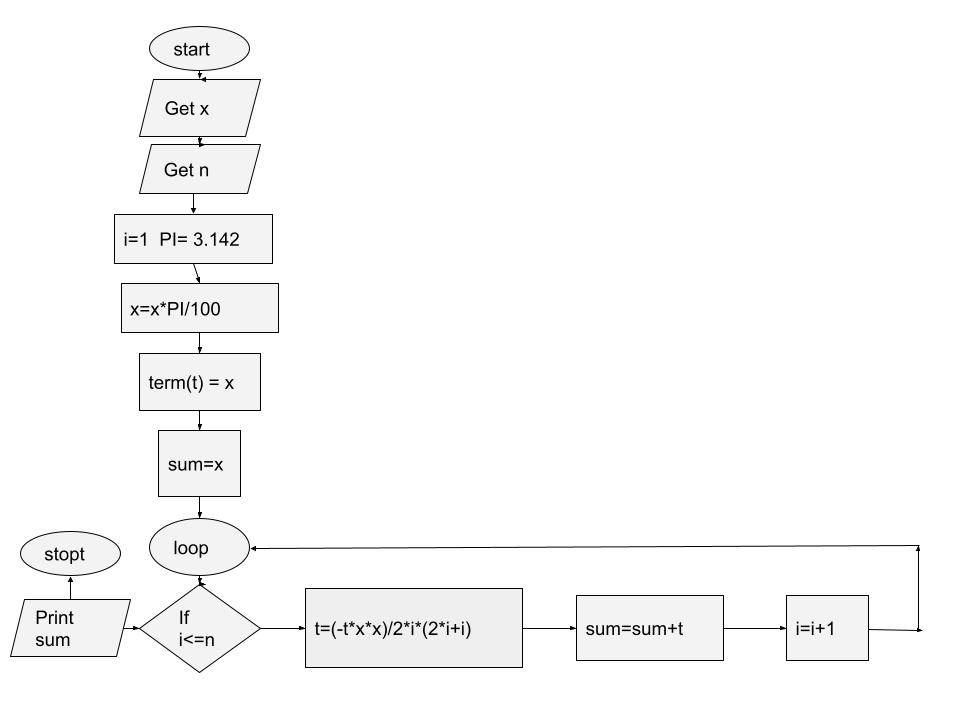 start
Get x
Get n
i=1  PI= 3.142
x=x*PI/100
term(t) = x
sum=x
loop
stopt
Print
sum
If
i<=n
t=(-t*x*x)/2*i*(2*i+i)
sum=sum+t
i=i+1